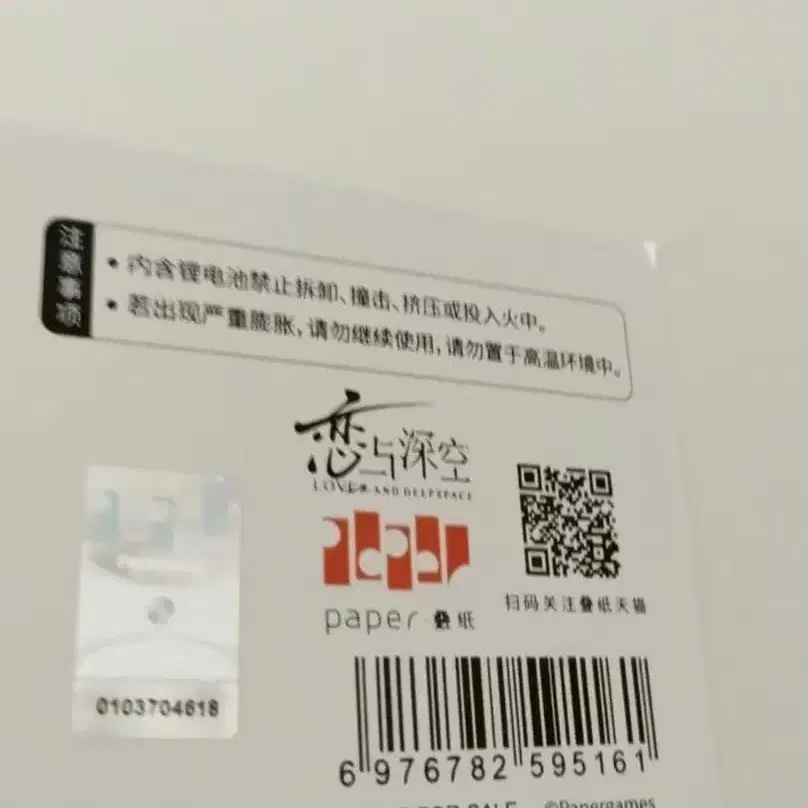 注意事项
• 内含锂电池禁止拆卸、撞击、挤压或投入火中。
• 若出现严重膨胀，请勿继续使用，请勿置于高温环境中。
恋与深空
LOVE AND DEEPSPACE
paper
paper 叠纸
扫码关注叠纸天猫
0103704618
6 976782 595161
FOR SALE ©Papergames